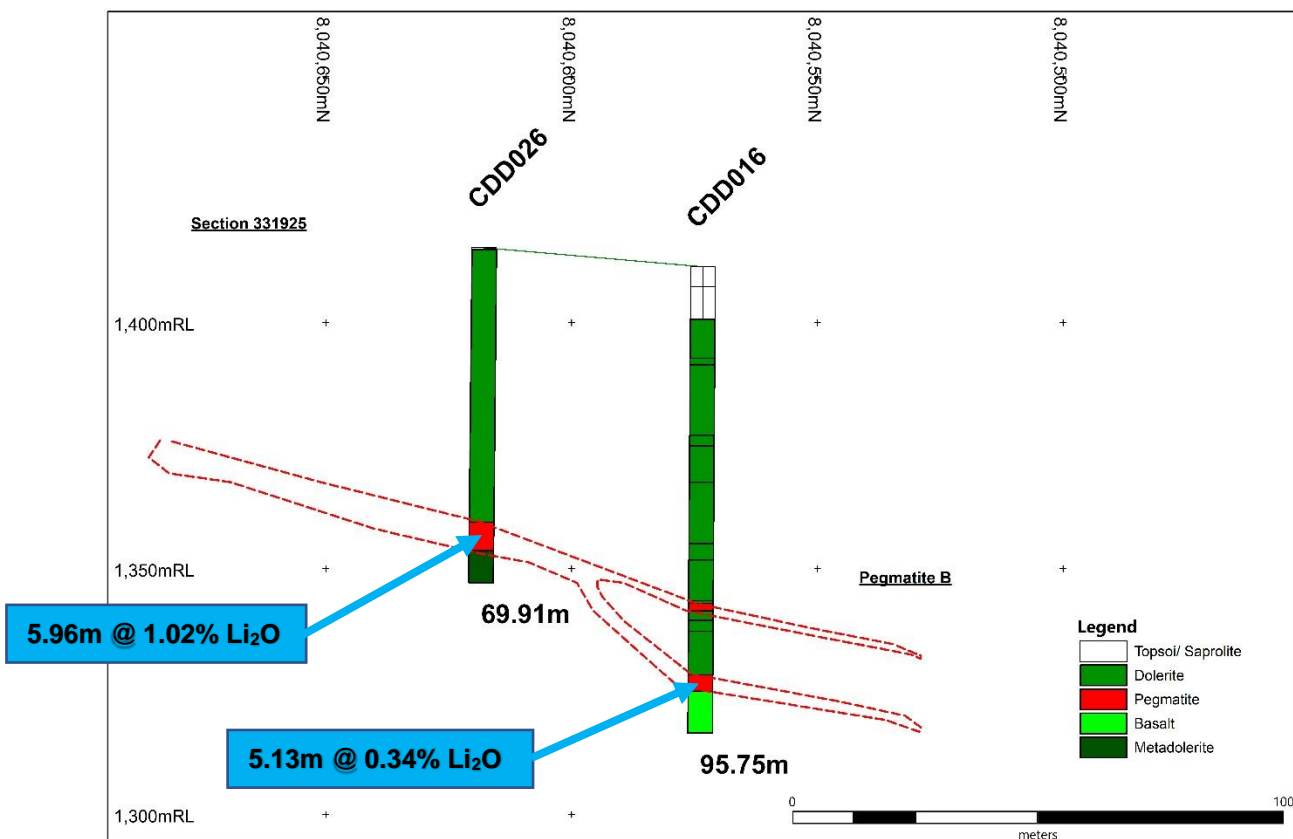 8,040,650mN
8,040,600mN
8,040,550mN
8,040,500mN
CDD026
CDD016
Section 331925
1,400mRL
1,350mRL
Pegmatite B
5.96m @ 1.02% Li₂O
69.91m
Legend
Topsoi/ Saprolite
Dolerite
Pegmatite
Basalt
Metadolerite
5.13m @ 0.34% Li₂O
95.75m
1,300mRL
0
100
meters